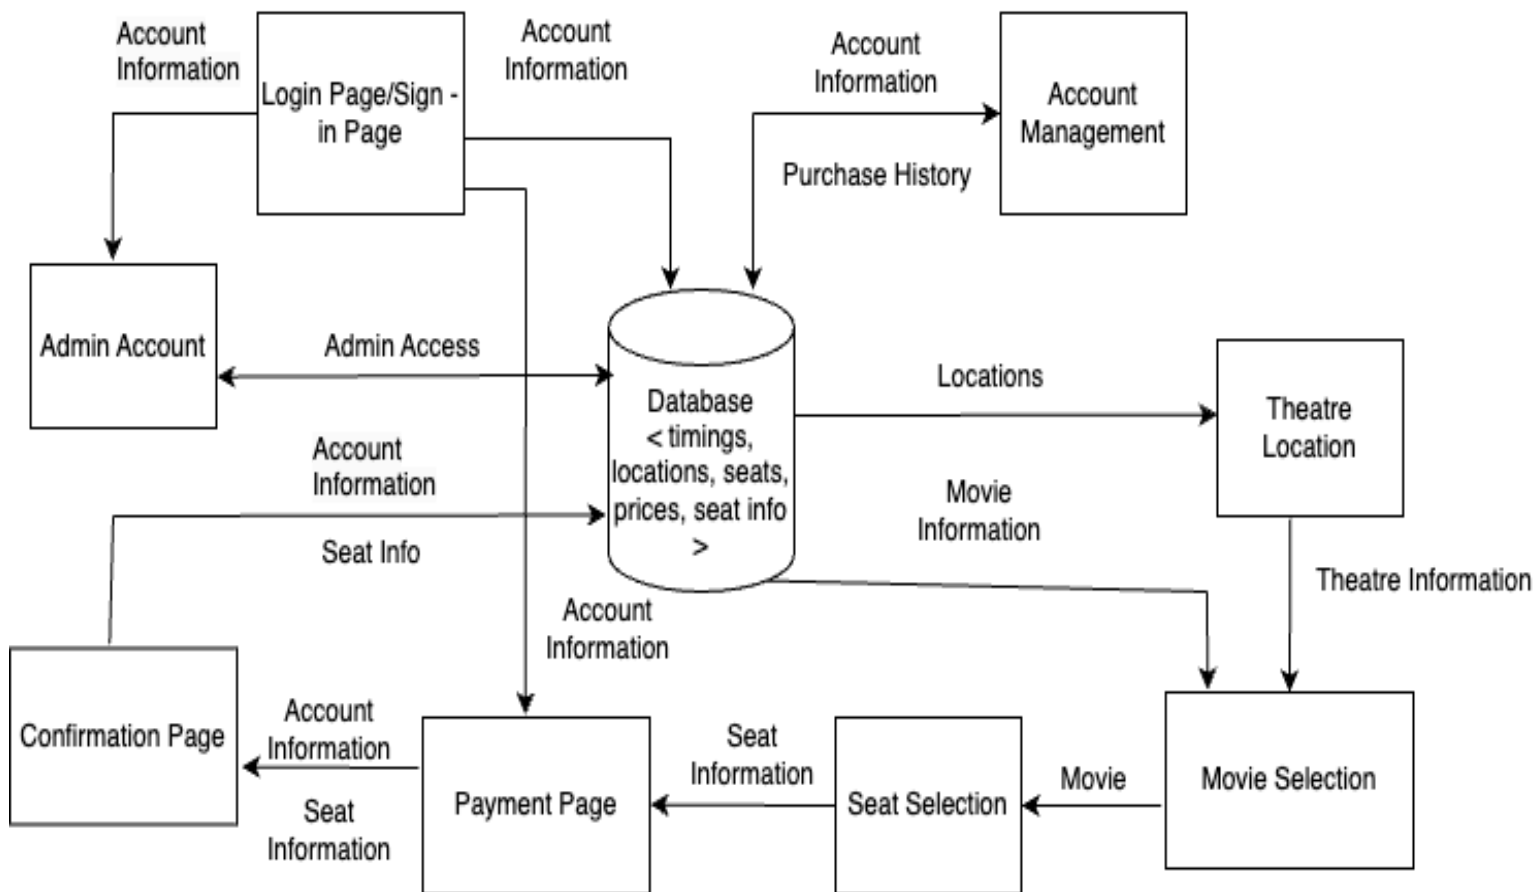 Account
Information
Login Page/Sign -
in Page
Account
Information
Account
Information
Account
Management
Purchase History
Admin Account
Admin Access
Database
< timings,
locations, seats,
prices, seat info
>
Locations
Theatre
Location
Account
Information
Seat Info
Movie
Information
Theatre Information
Account
Information
Confirmation Page
Account
Information
Seat
Information
Payment Page
Seat
Information
Seat Selection
Movie
Movie Selection